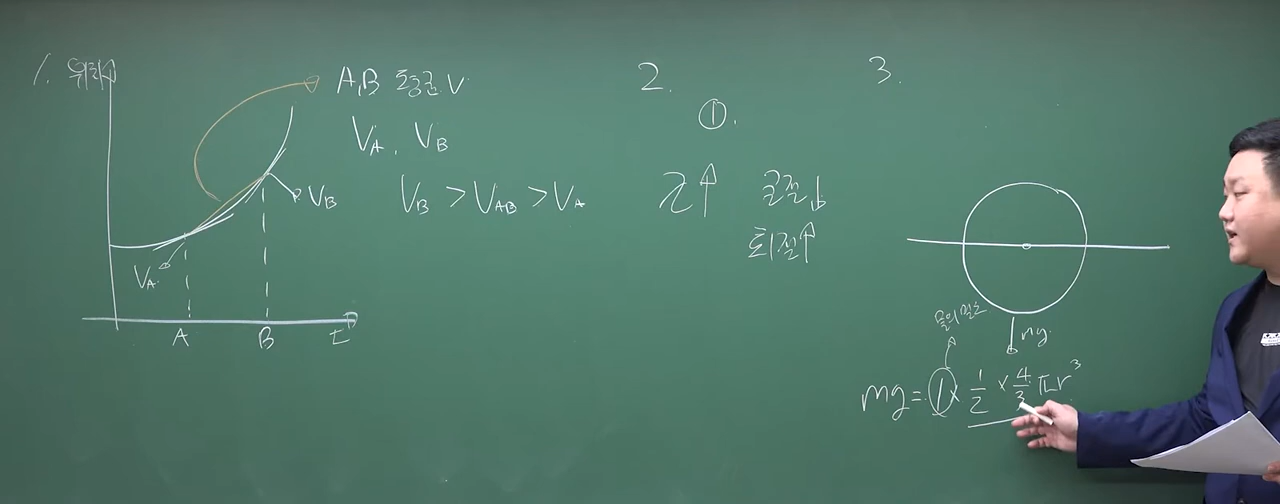 1. 위치
A,B 평균 V
V_A, V_B
V_B > V_AB > V_A
V_B
V_A
A B t
2.
①.
λ↑ 굴절↓
회절↑
3.
물의 밀도
mg
mg = 1 × 1/2 × 4/3 πr³